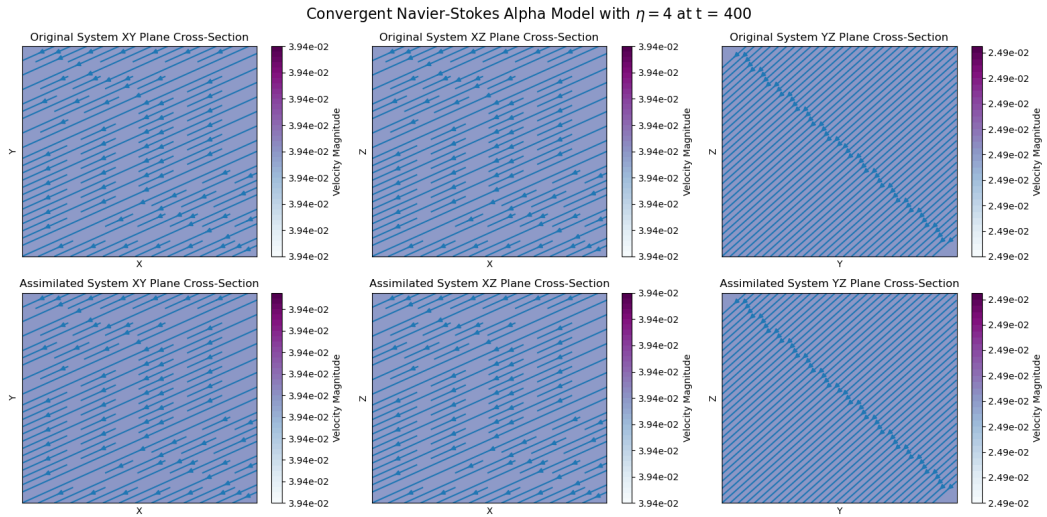 Convergent Navier-Stokes Alpha Model with η = 4 at t = 400
Original System XY Plane Cross-Section
Y
X
3.94e-02
3.94e-02
3.94e-02
3.94e-02
3.94e-02
3.94e-02
3.94e-02
3.94e-02
3.94e-02
Velocity Magnitude
Original System XZ Plane Cross-Section
Z
X
3.94e-02
3.94e-02
3.94e-02
3.94e-02
3.94e-02
3.94e-02
3.94e-02
3.94e-02
3.94e-02
Velocity Magnitude
Original System YZ Plane Cross-Section
Z
Y
2.49e-02
2.49e-02
2.49e-02
2.49e-02
2.49e-02
2.49e-02
2.49e-02
2.49e-02
2.49e-02
Velocity Magnitude
Assimilated System XY Plane Cross-Section
Y
X
3.94e-02
3.94e-02
3.94e-02
3.94e-02
3.94e-02
3.94e-02
3.94e-02
3.94e-02
3.94e-02
3.94e-02
Velocity Magnitude
Assimilated System XZ Plane Cross-Section
Z
X
3.94e-02
3.94e-02
3.94e-02
3.94e-02
3.94e-02
3.94e-02
3.94e-02
3.94e-02
3.94e-02
Velocity Magnitude
Assimilated System YZ Plane Cross-Section
Z
Y
2.49e-02
2.49e-02
2.49e-02
2.49e-02
2.49e-02
2.49e-02
2.49e-02
2.49e-02
2.49e-02
Velocity Magnitude